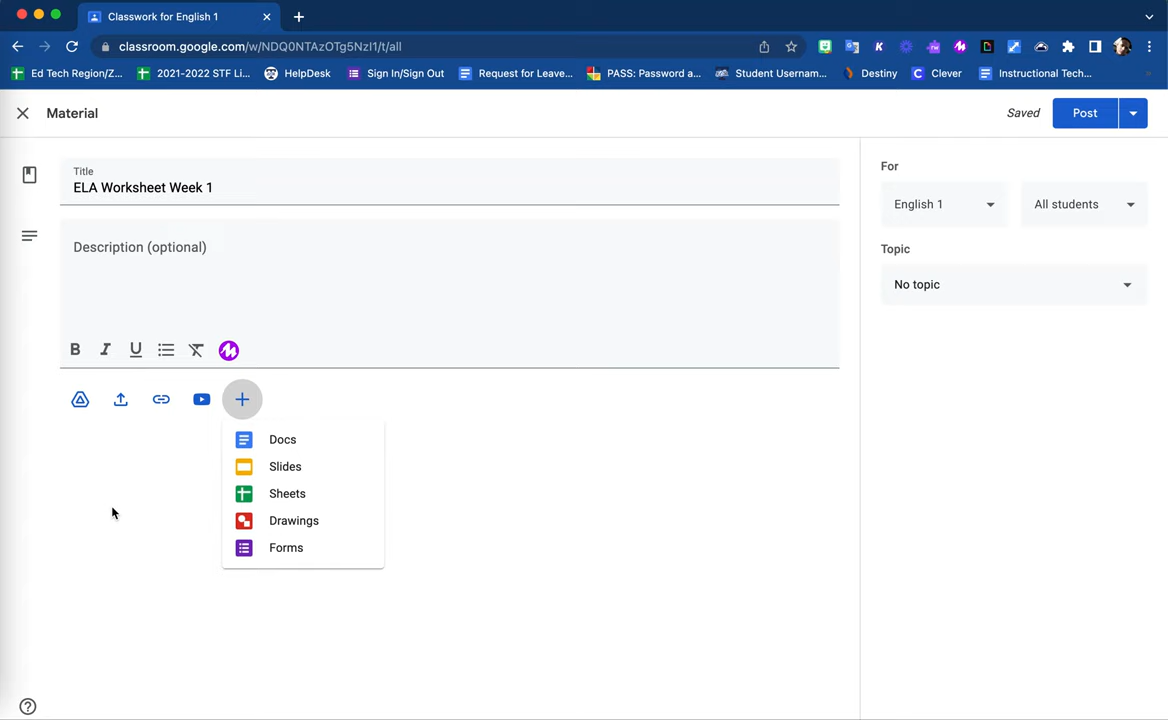 Classwork for English 1
classroom.google.com/w/NDQ0NTAzOTg5NzI1/t/all
Ed Tech Region/Z... 2021-2022 STF Li... HelpDesk Sign In/Sign Out Request for Leave... PASS: Password a... Student Usernam... Destiny Clever Instructional Tech...
Material
Saved
Post
Title
ELA Worksheet Week 1
Description (optional)
B I U
Docs
Slides
Sheets
Drawings
Forms
For
English 1
All students
Topic
No topic